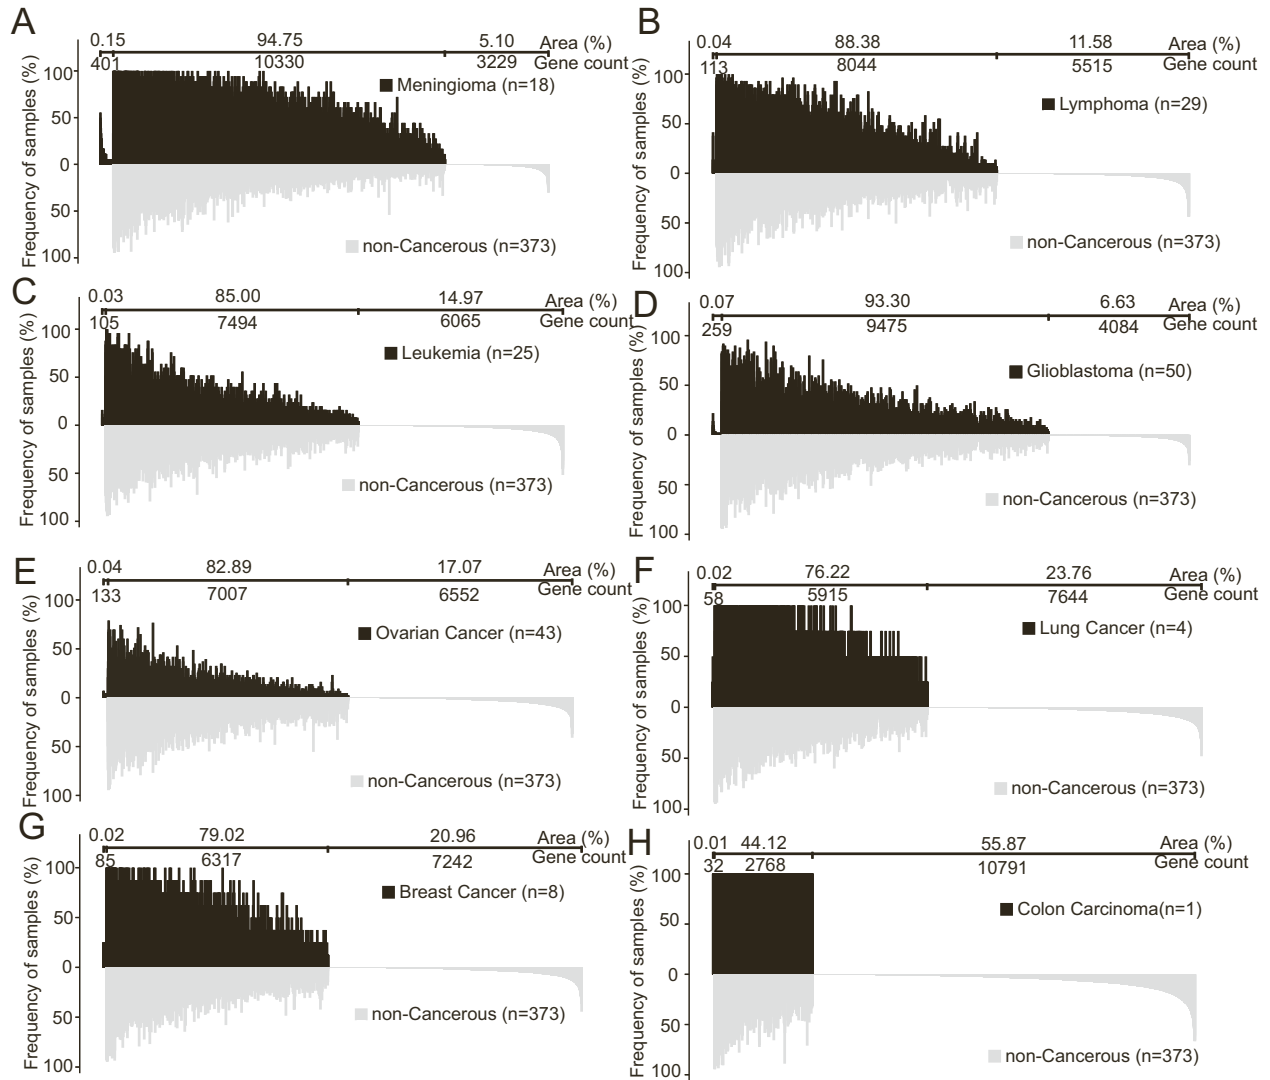 A
0.15 94.75 5.10 Area (%)
401 10330 3229 Gene count
Frequency of samples (%)
100
50
0
50
100
Meningioma (n=18)
non-Cancerous (n=373)
B
0.04 88.38 11.58 Area (%)
113 8044 5515 Gene count
Frequency of samples (%)
100
50
0
50
100
Lymphoma (n=29)
non-Cancerous (n=373)
C
0.03 85.00 14.97 Area (%)
105 7494 6065 Gene count
Frequency of samples (%)
100
50
0
50
100
Leukemia (n=25)
non-Cancerous (n=373)
D
0.07 93.30 6.63 Area (%)
259 9475 4084 Gene count
Frequency of samples (%)
100
50
0
50
100
Glioblastoma (n=50)
non-Cancerous (n=373)
E
0.04 82.89 17.07 Area (%)
133 7007 6552 Gene count
Frequency of samples (%)
100
50
0
50
100
Ovarian Cancer (n=43)
non-Cancerous (n=373)
F
0.02 76.22 23.76 Area (%)
58 5915 7644 Gene count
Frequency of samples (%)
100
50
0
50
100
Lung Cancer (n=4)
non-Cancerous (n=373)
G
0.02 79.02 20.96 Area (%)
85 6317 7242 Gene count
Frequency of samples (%)
100
50
0
50
100
Breast Cancer (n=8)
non-Cancerous (n=373)
H
0.01 44.12 55.87 Area (%)
32 2768 10791 Gene count
Frequency of samples (%)
100
50
0
50
100
Colon Carcinoma(n=1)
non-Cancerous (n=373)